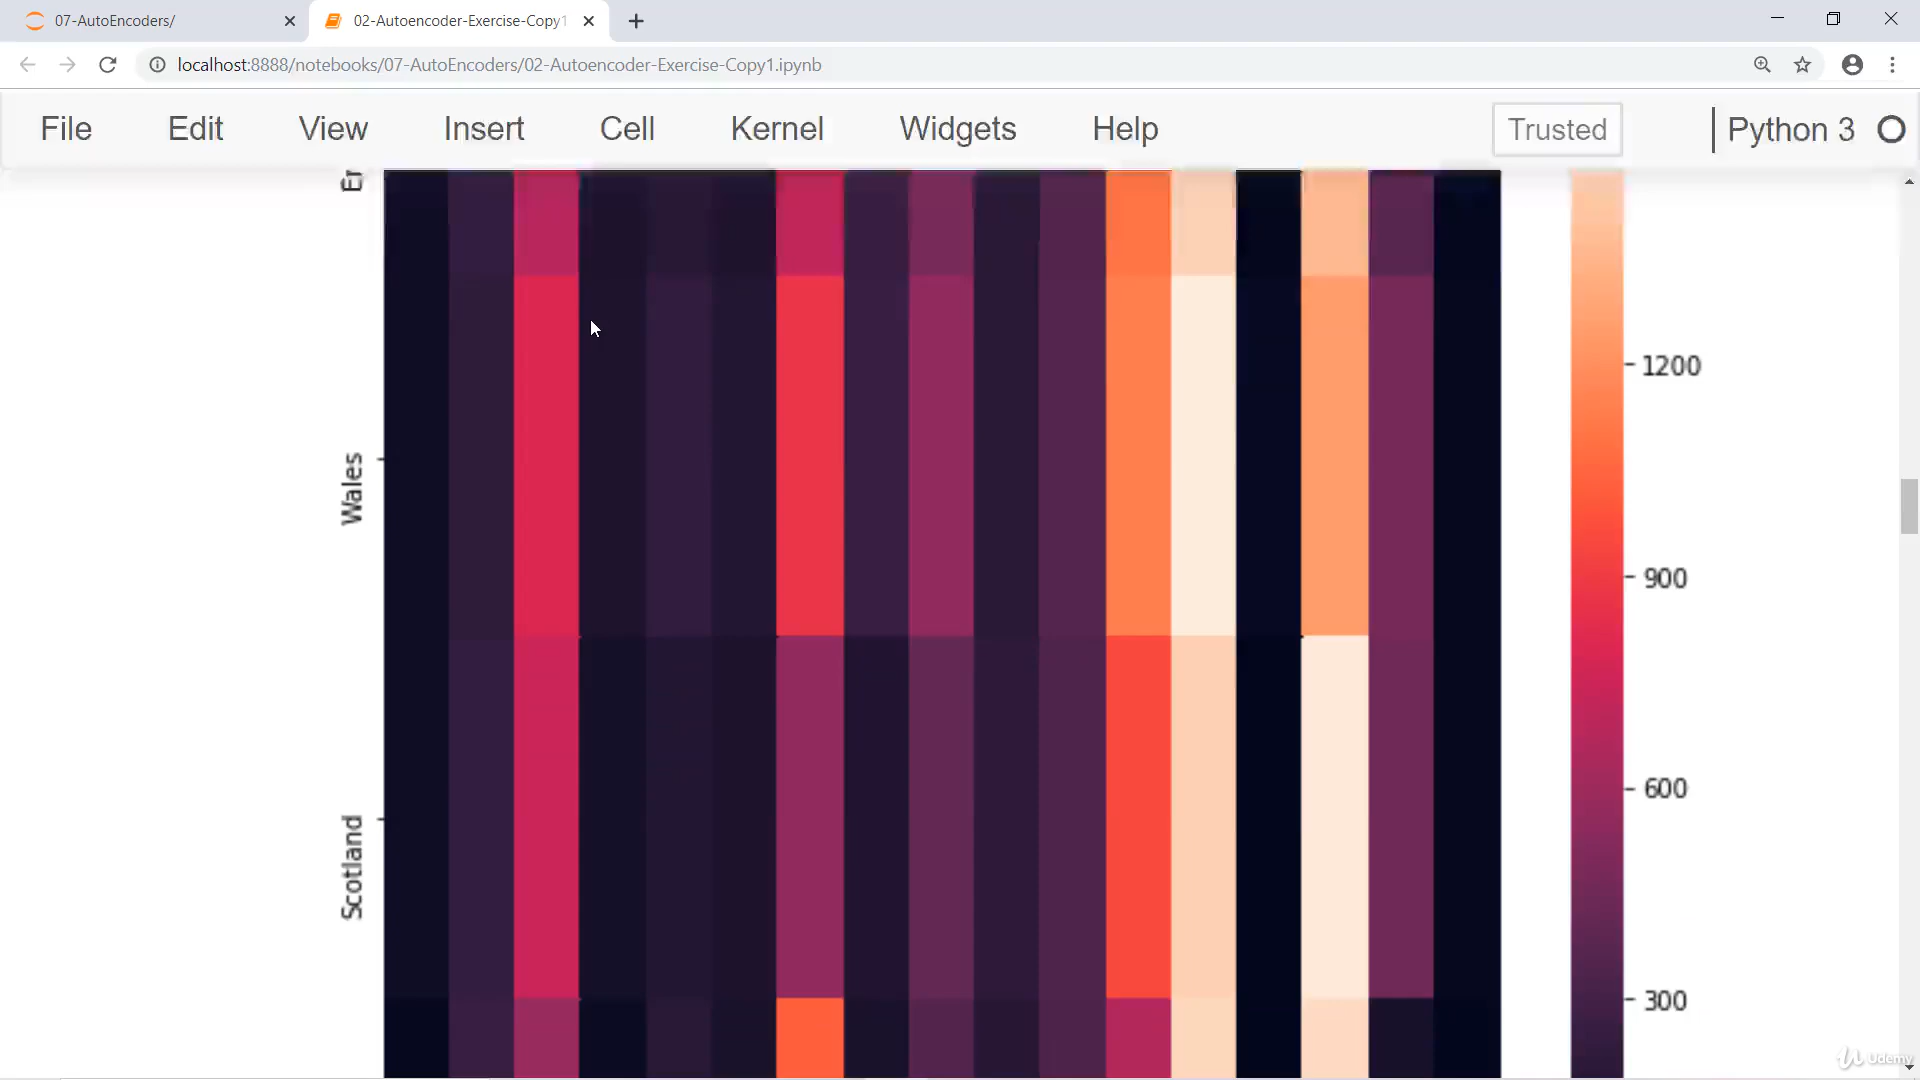 07-AutoEncoders/
02-Autoencoder-Exercise-Copy1
localhost:8888/notebooks/07-AutoEncoders/02-Autoencoder-Exercise-Copy1.ipynb
File Edit View Insert Cell Kernel Widgets Help Trusted Python 3
Wales
Scotland
1200
900
600
300
Udemy